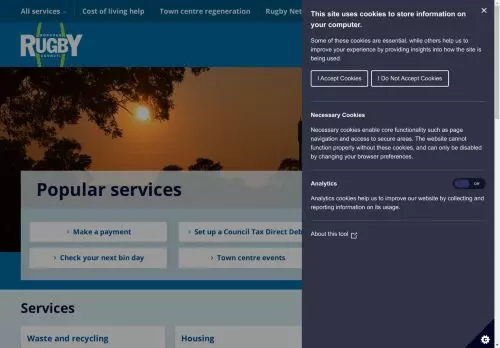 All services
Cost of living help
Town centre regeneration
Rugby Net
BOROUGH
RUGBY
COUNCIL
Popular services
Make a payment
Set up a Council Tax Direct Deb
Check your next bin day
Town centre events
Services
Waste and recycling
Housing
This site uses cookies to store information on
your computer.
Some of these cookies are essential, while others help us to
improve your experience by providing insights into how the site is
being used.
I Accept Cookies
I Do Not Accept Cookies
Necessary Cookies
Necessary cookies enable core functionality such as page
navigation and access to secure areas. The website cannot
function properly without these cookies, and can only be disabled
by changing your browser preferences.
Analytics
Off
Analytics cookies help us to improve our website by collecting and
reporting information on its usage.
About this tool